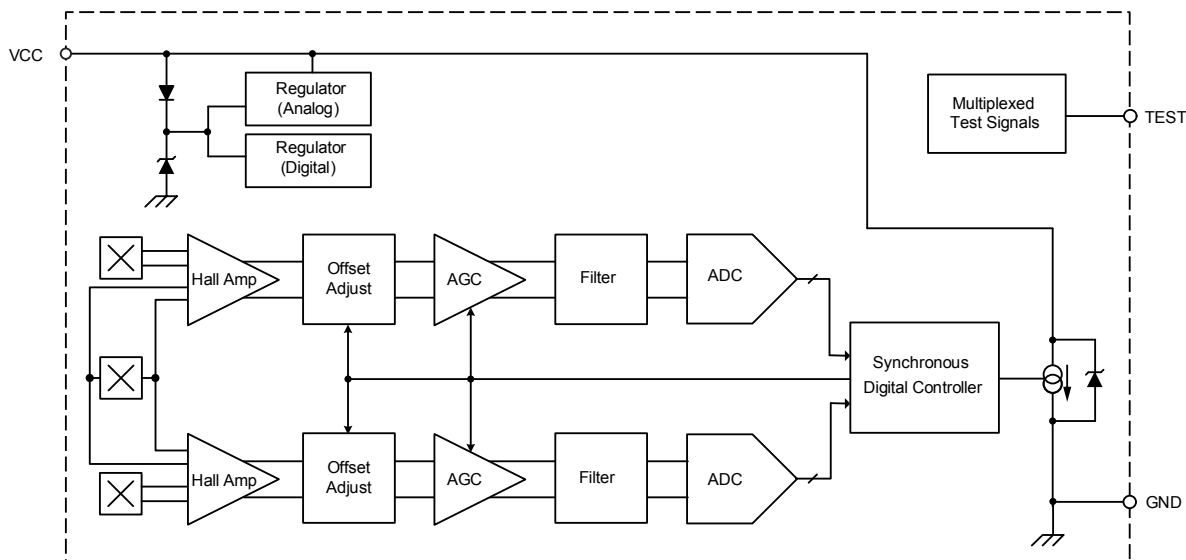 VCC
Regulator
(Analog)
Regulator
(Digital)
Multiplexed
Test Signals
TEST
Hall Amp
Offset
Adjust
AGC
Filter
ADC
Synchronous
Digital Controller
Hall Amp
Offset
Adjust
AGC
Filter
ADC
GND